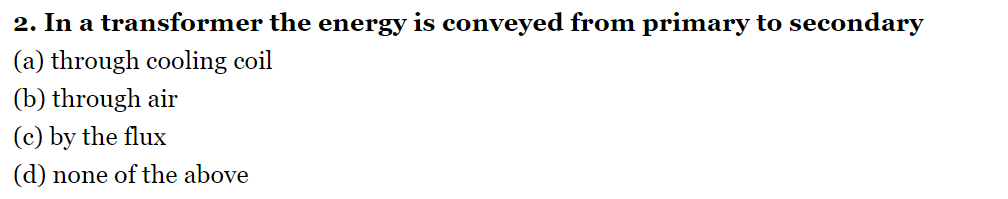 2. In a transformer the energy is conveyed from primary to secondary
(a) through cooling coil
(b) through air
(c) by the flux
(d) none of the above